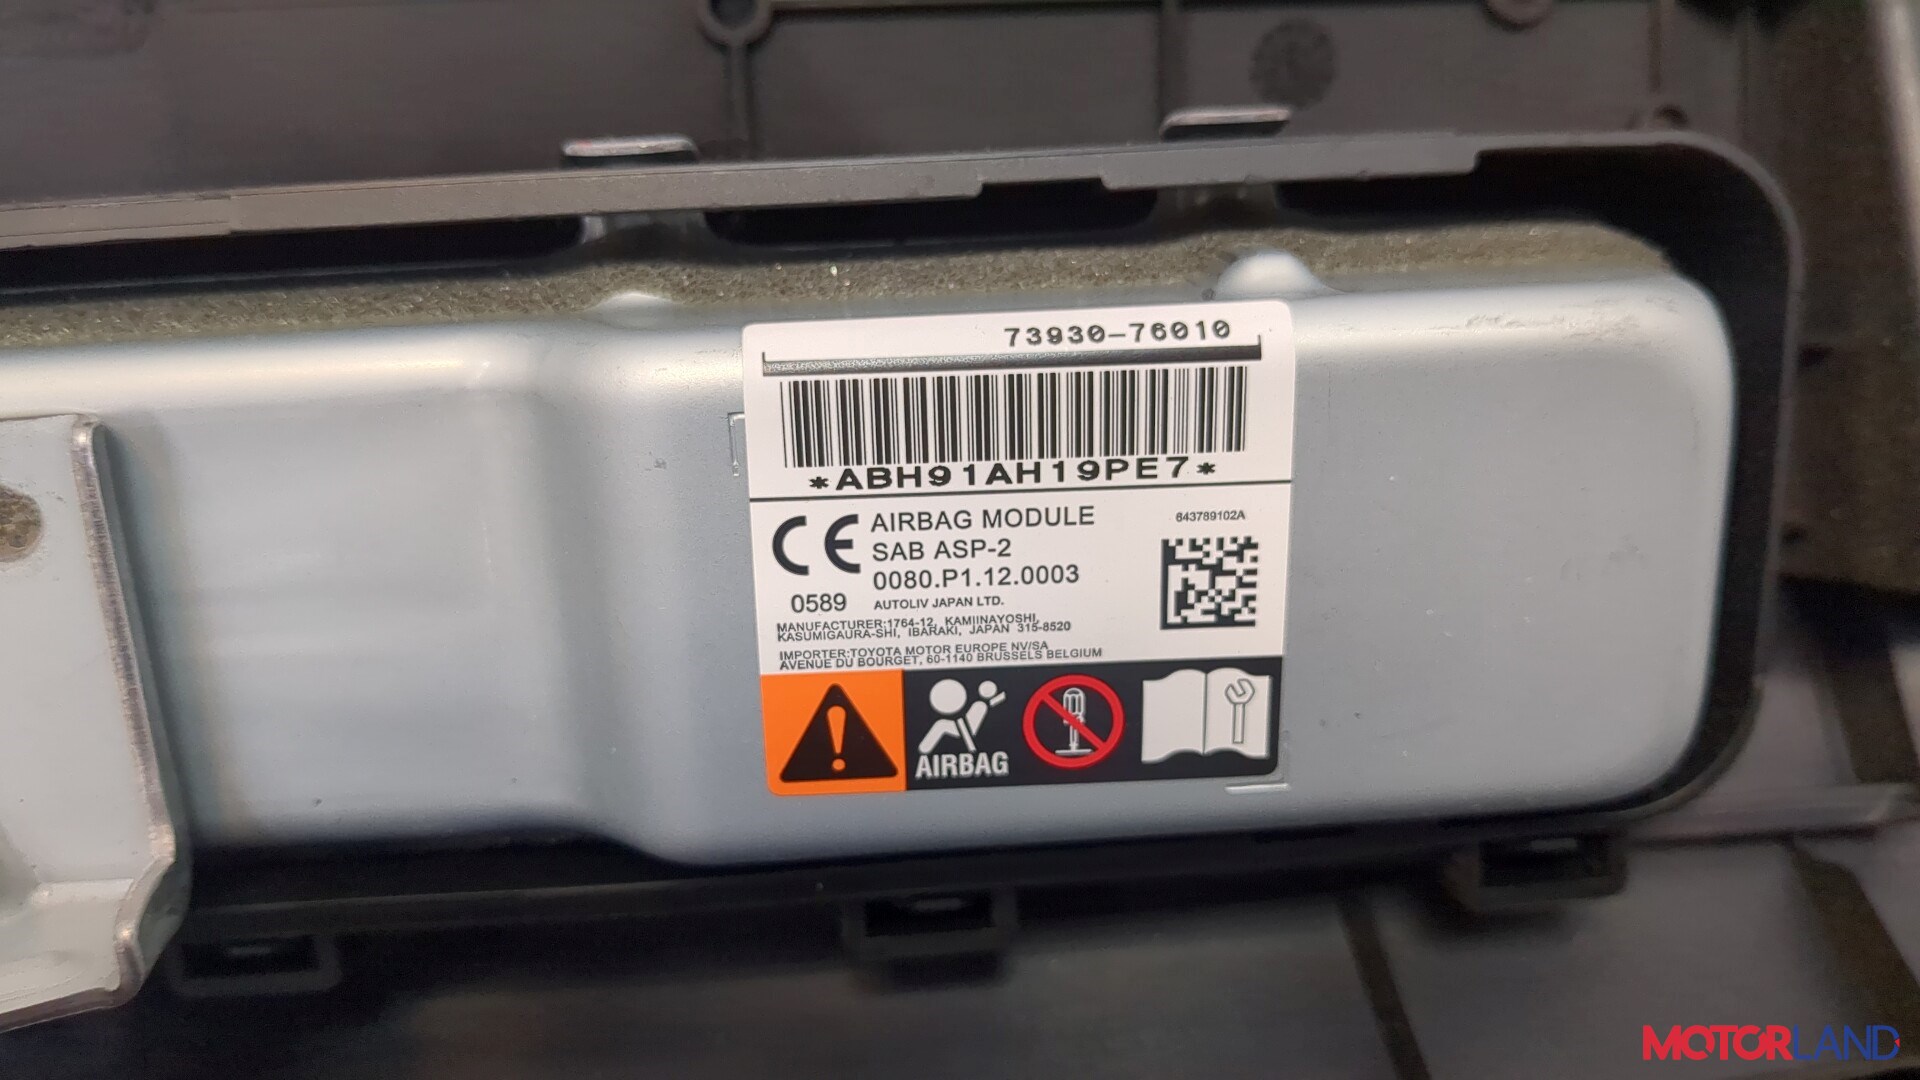 73930-76010
*ABH91AH19PE7*
CE
0589
AIRBAG MODULE
SAB ASP-2
0080.P1.12.0003
AUTOLIV JAPAN LTD.
643789102A
MANUFACTURER:1764-12, KAMIINAYOSHI,
KASUMIGAURA-SHI, IBARAKI, JAPAN 315-8520
IMPORTER:TOYOTA MOTOR EUROPE NV/SA
AVENUE DU BOURGET, 60-1140 BRUSSELS BELGIUM
AIRBAG
MOTORLAND